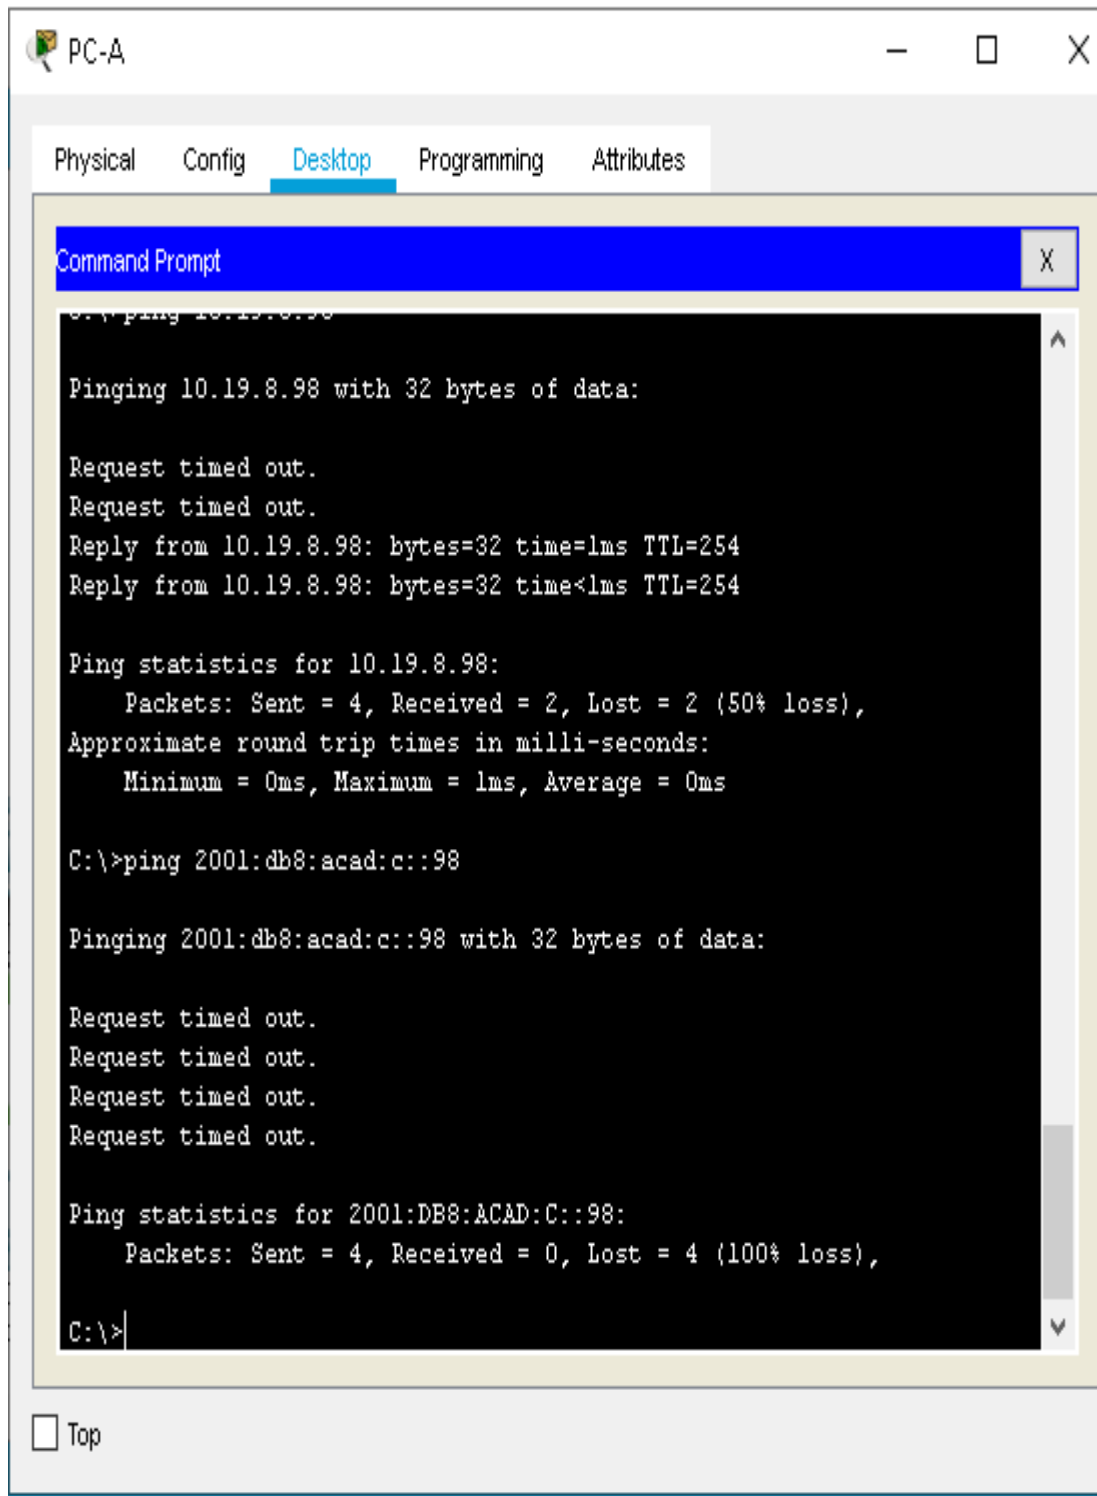 PC-A
Physical Config Desktop Programming Attributes
Command Prompt X
C:\>ping 10.19.8.98
Pinging 10.19.8.98 with 32 bytes of data:
Request timed out.
Request timed out.
Reply from 10.19.8.98: bytes=32 time=1ms TTL=254
Reply from 10.19.8.98: bytes=32 time<1ms TTL=254
Ping statistics for 10.19.8.98:
Packets: Sent = 4, Received = 2, Lost = 2 (50% loss),
Approximate round trip times in milli-seconds:
Minimum = 0ms, Maximum = 1ms, Average = 0ms
C:\>ping 2001:db8:acad:c::98
Pinging 2001:db8:acad:c::98 with 32 bytes of data:
Request timed out.
Request timed out.
Request timed out.
Request timed out.
Ping statistics for 2001:DB8:ACAD:C::98:
Packets: Sent = 4, Received = 0, Lost = 4 (100% loss),
C:\>
Top